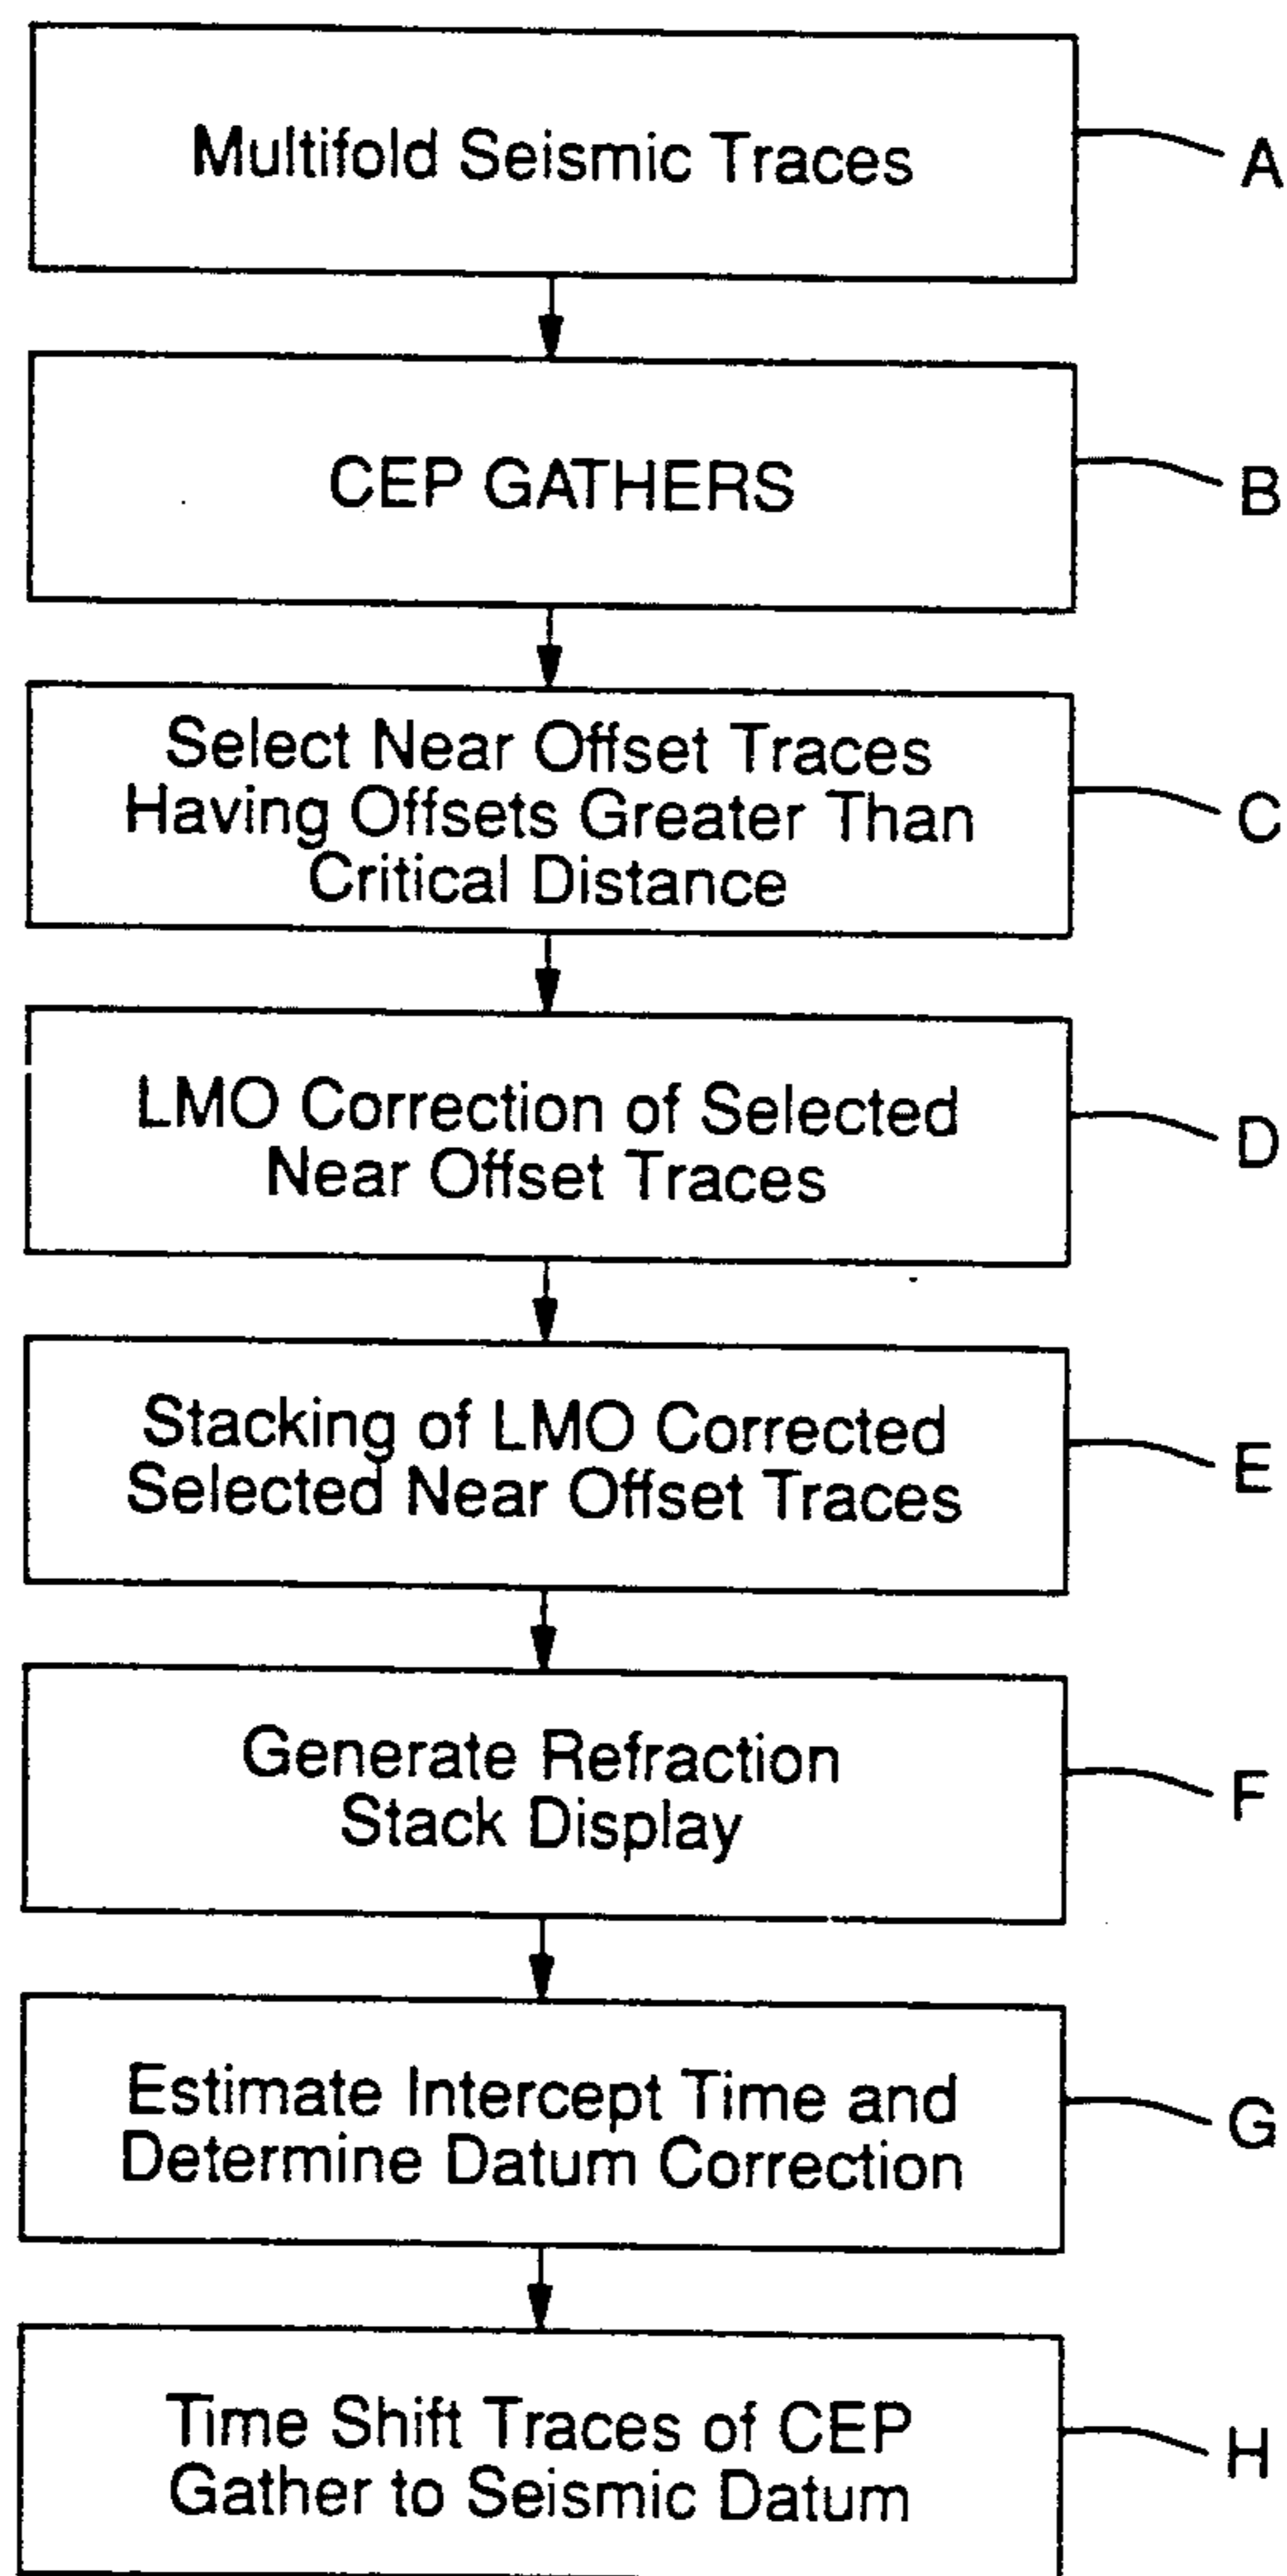 Multifold Seismic Traces
A
CEP GATHERS
B
Select Near Offset Traces
Having Offsets Greater Than
Critical Distance
C
LMO Correction of Selected
Near Offset Traces
D
Stacking of LMO Corrected
Selected Near Offset Traces
E
Generate Refraction
Stack Display
F
Estimate Intercept Time and
Determine Datum Correction
G
Time Shift Traces of CEP
Gather to Seismic Datum
H